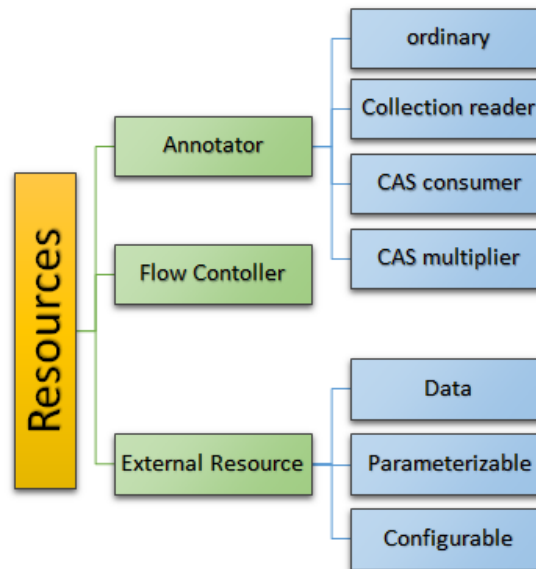 Resources
Annotator
ordinary
Collection reader
CAS consumer
CAS multiplier
Flow Contoller
External Resource
Data
Parameterizable
Configurable